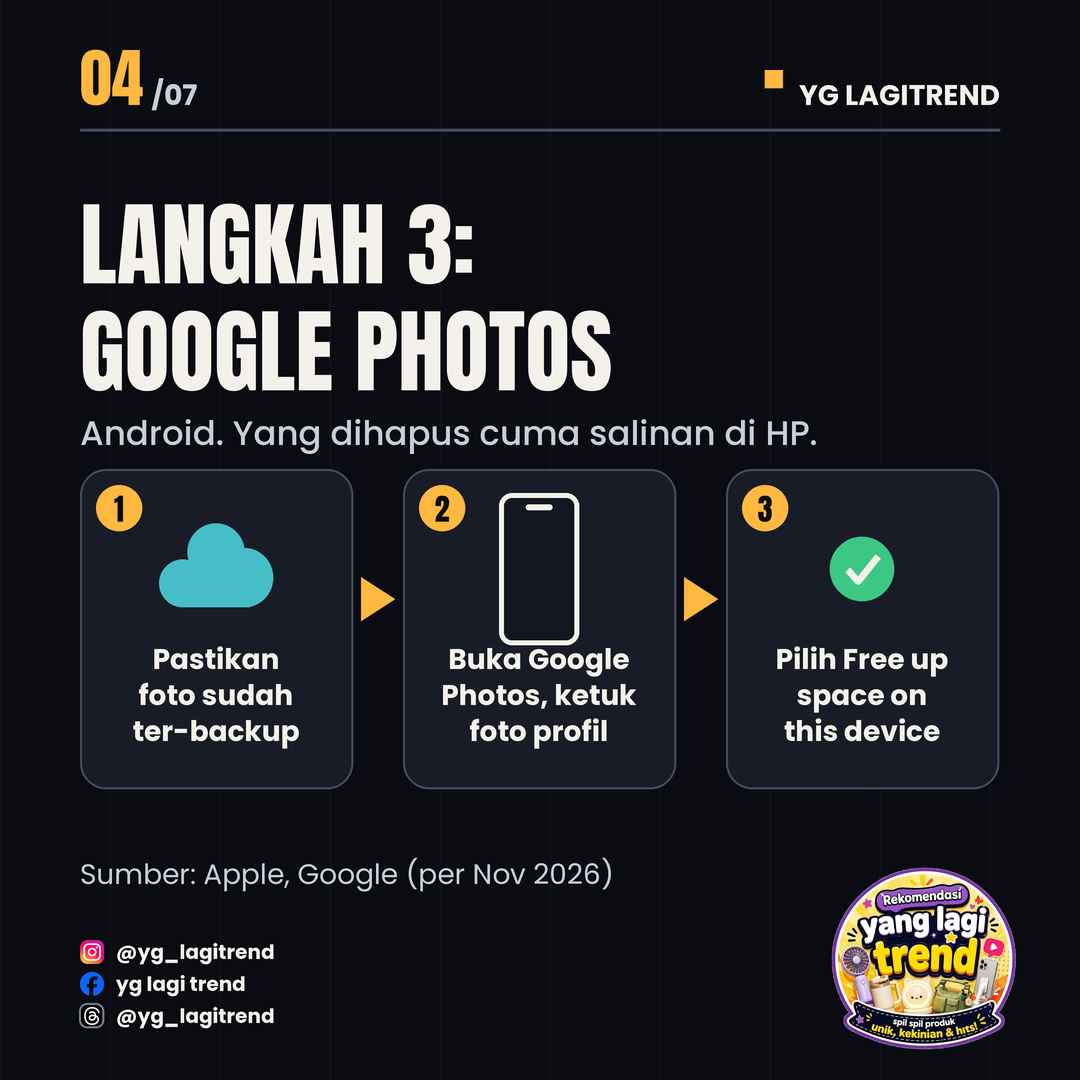 04 /07
YG LAGITREND
LANGKAH 3:
GOOGLE PHOTOS
Android. Yang dihapus cuma salinan di HP.
1
Pastikan
foto sudah
ter-backup
2
Buka Google
Photos, ketuk
foto profil
3
Pilih Free up
space on
this device
Sumber: Apple, Google (per Nov 2026)
@yg_lagitrend
yg lagi trend
@yg_lagitrend
Rekomendasi
yang lagi
trend
spil spil produk
unik, kekinian & hits!